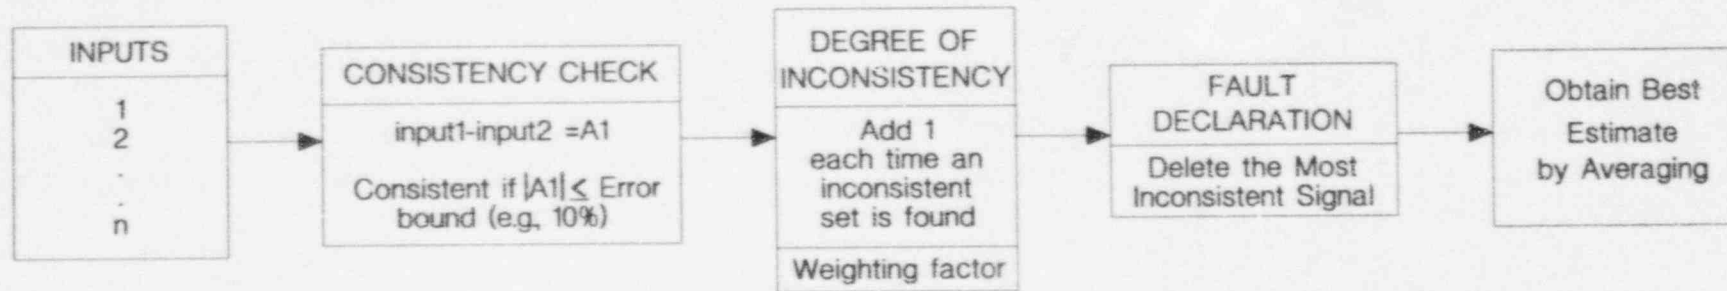 INPUTS
1
2
.
.
n
CONSISTENCY CHECK
input1-input2 =A1
Consistent if |A1| ≤ Error
bound (e.g., 10%)
DEGREE OF
INCONSISTENCY
Add 1
each time an
inconsistent
set is found
Weighting factor
FAULT
DECLARATION
Delete the Most
Inconsistent Signal
Obtain Best
Estimate
by Averaging